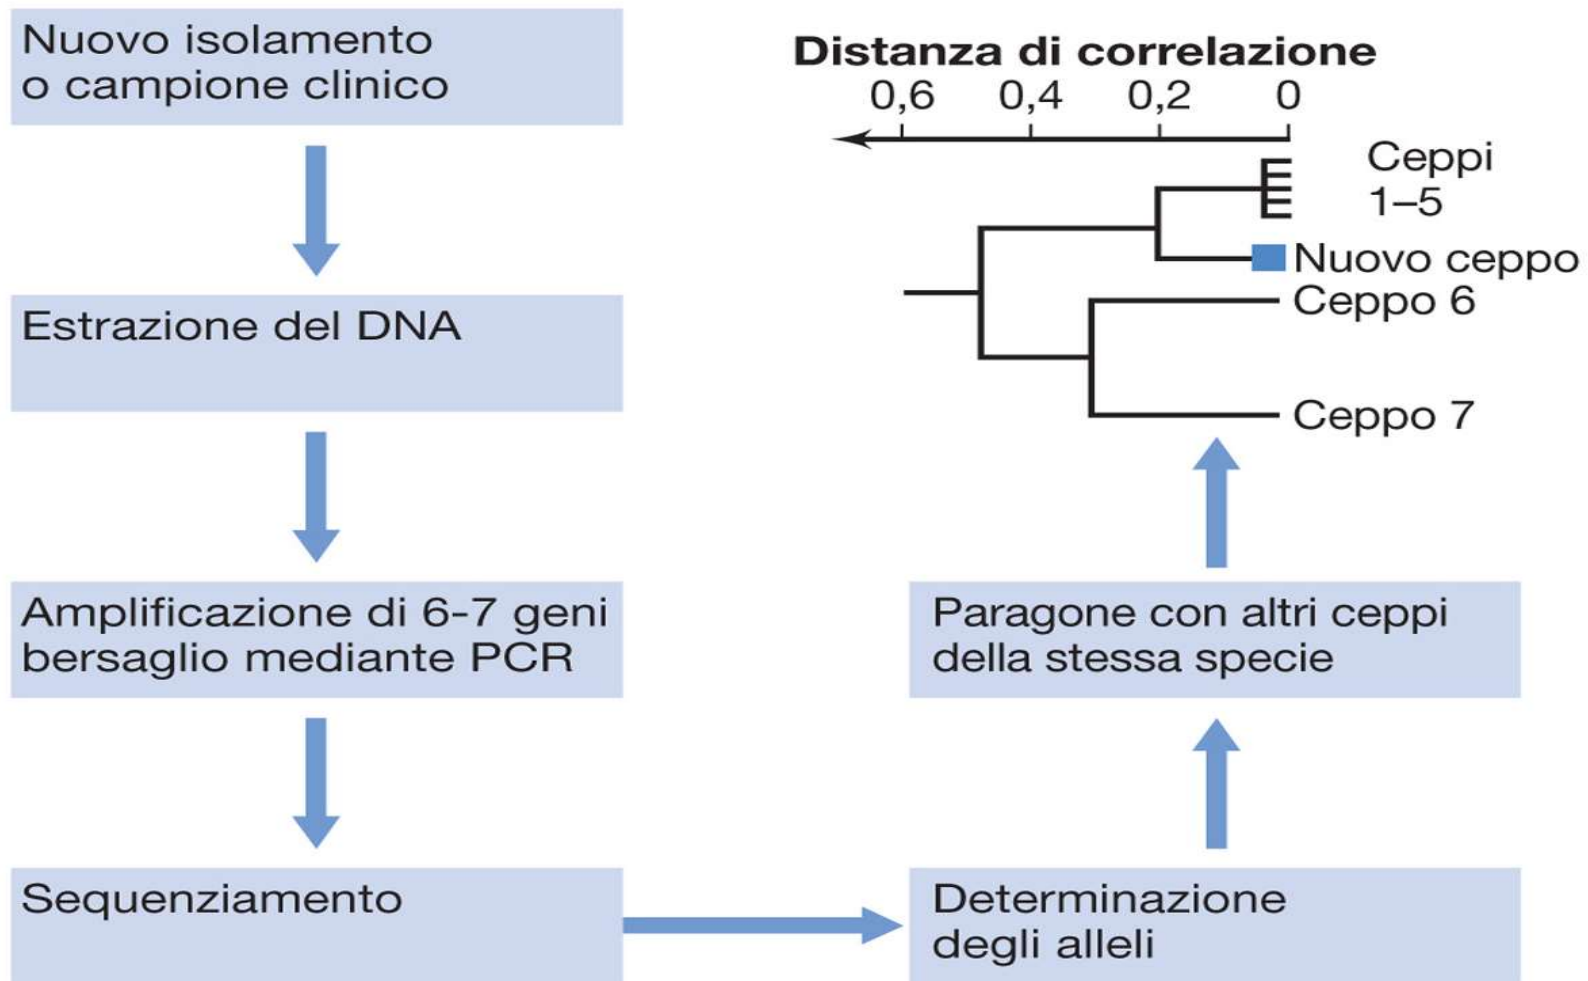 Nuovo isolamento
o campione clinico
Estrazione del DNA
Amplificazione di 6-7 geni
bersaglio mediante PCR
Sequenziamento
Determinazione
degli alleli
Paragone con altri ceppi
della stessa specie
Distanza di correlazione
0,6 0,4 0,2 0
Ceppi
1–5
Nuovo ceppo
Ceppo 6
Ceppo 7